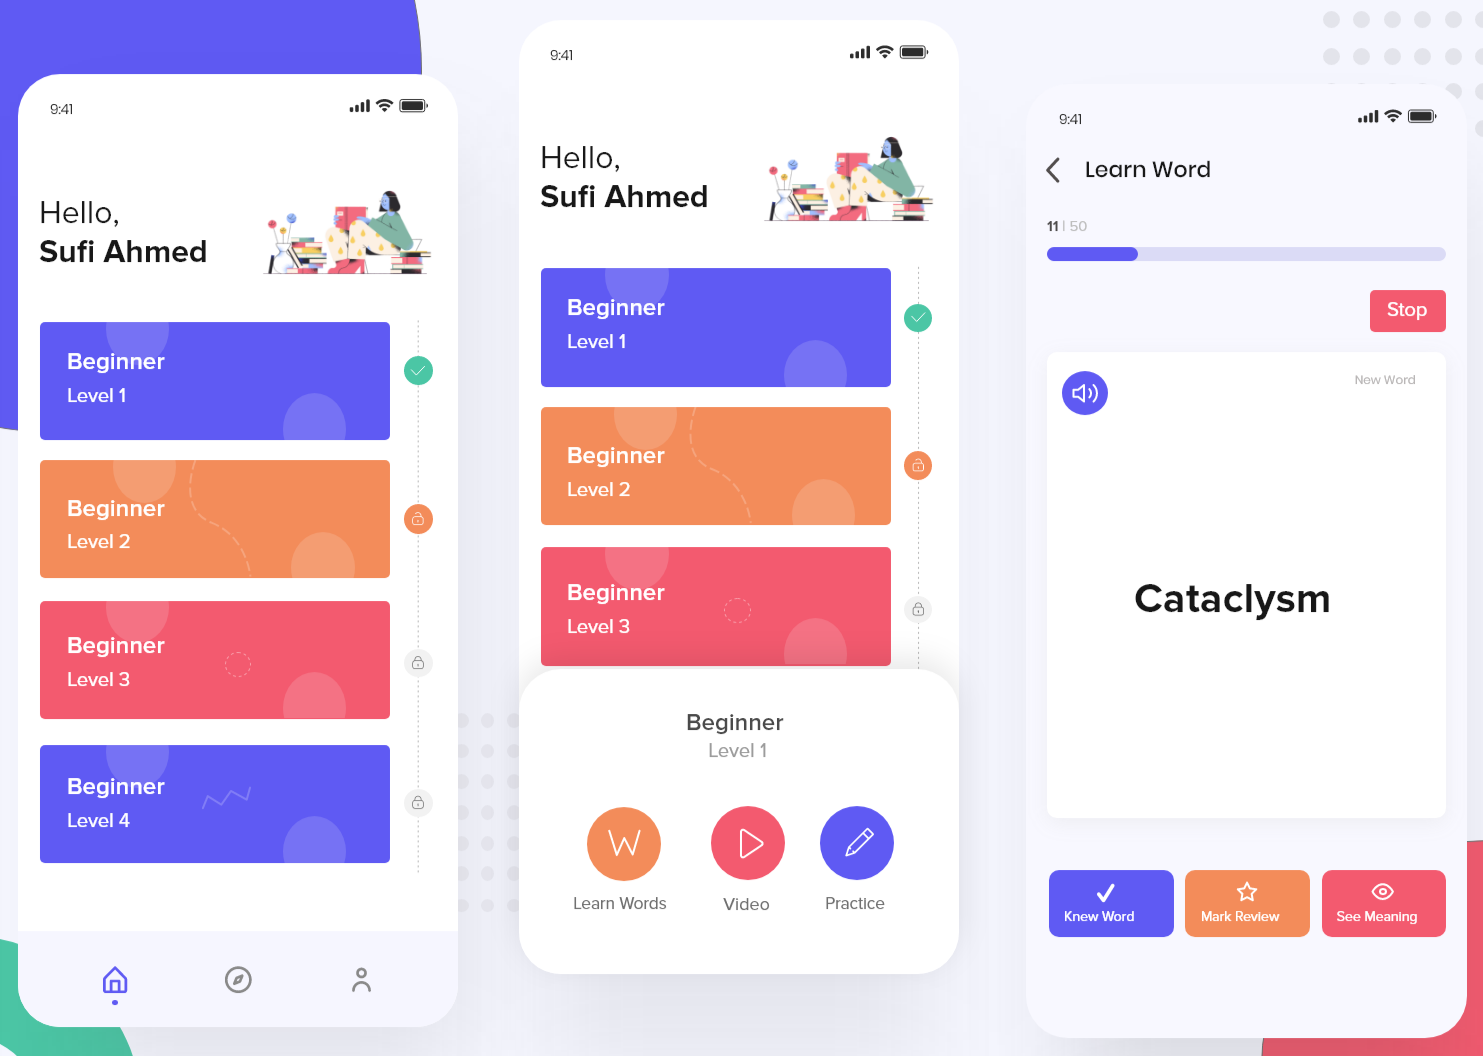 9:41
Hello,
Sufi Ahmed
Beginner
Level 1
Beginner
Level 2
Beginner
Level 3
Beginner
Level 4
9:41
Hello,
Sufi Ahmed
Beginner
Level 1
Beginner
Level 2
Beginner
Level 3
Beginner
Level 1
W
Learn Words
Video
Practice
9:41
Learn Word
11 | 50
Stop
New Word
Cataclysm
Knew Word
Mark Review
See Meaning